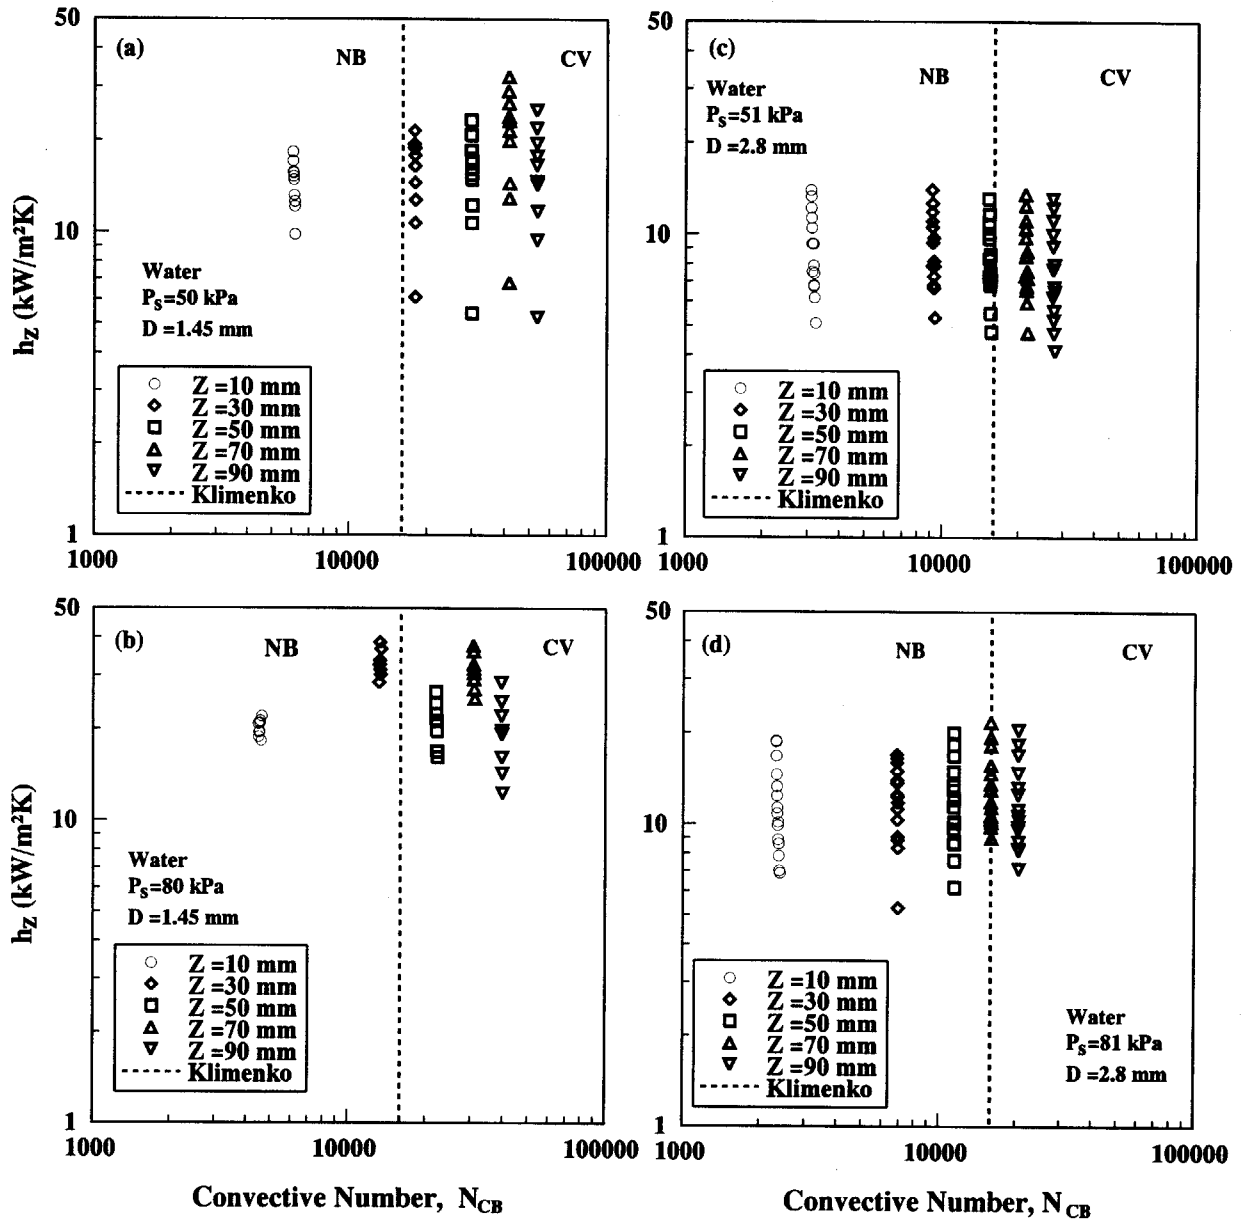 50
(a)
NB
CV
10
h_Z (kW/m²K)
Water
P_S=50 kPa
D =1.45 mm
Z =10 mm
Z =30 mm
Z =50 mm
Z =70 mm
Z =90 mm
Klimenko
1
1000
10000
100000
50
(c)
NB
CV
Water
P_S=51 kPa
D =2.8 mm
10
Z =10 mm
Z =30 mm
Z =50 mm
Z =70 mm
Z =90 mm
Klimenko
1
1000
10000
100000
50
(b)
NB
CV
10
h_Z (kW/m²K)
Water
P_S=80 kPa
D =1.45 mm
Z =10 mm
Z =30 mm
Z =50 mm
Z =70 mm
Z =90 mm
Klimenko
1
1000
10000
100000
Convective Number, N_CB
50
(d)
NB
CV
10
Z =10 mm
Z =30 mm
Z =50 mm
Z =70 mm
Z =90 mm
Klimenko
Water
P_S=81 kPa
D =2.8 mm
1
1000
10000
100000
Convective Number, N_CB